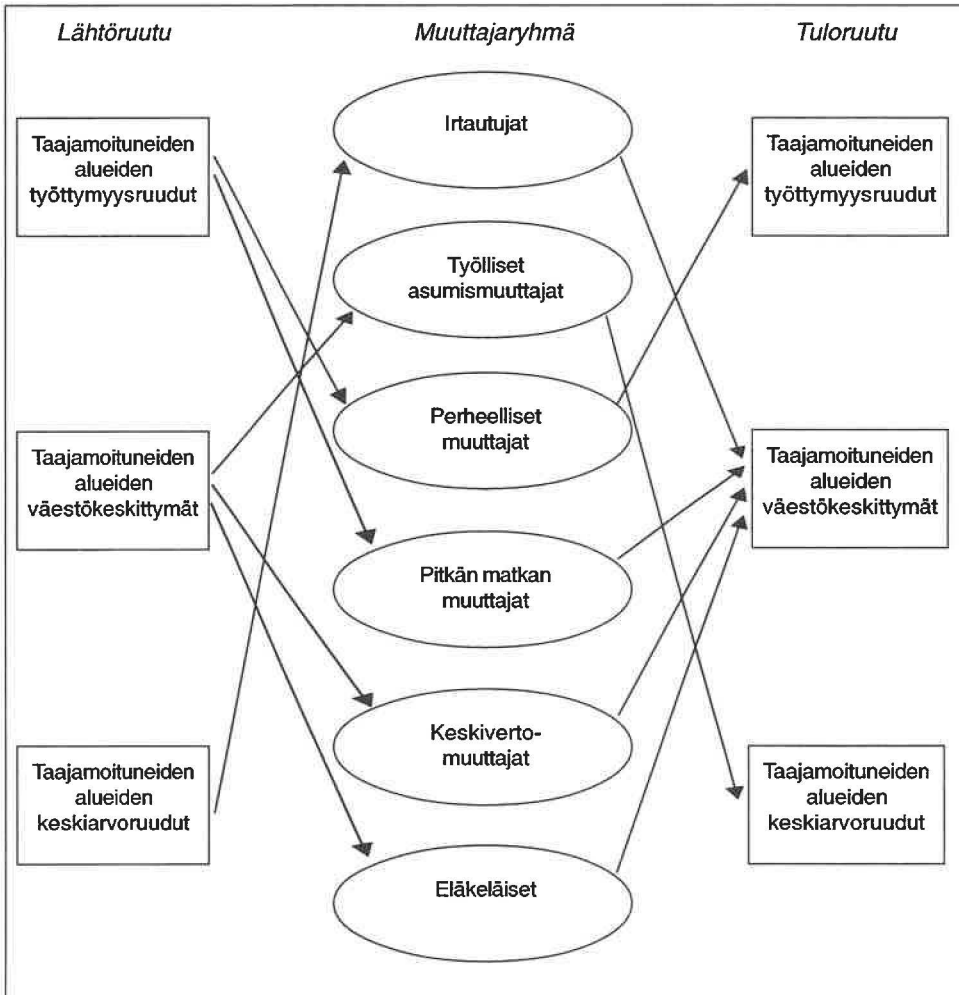 Lähtöruutu
Muuttajaryhmä
Tuloruutu
Taajamoituneiden
alueiden
työttymyysruudut
Taajamoituneiden
alueiden
väestökeskittymät
Taajamoituneiden
alueiden
keskiarvoruudut
Irtautujat
Työlliset
asumismuuttajat
Perheelliset
muuttajat
Pitkän matkan
muuttajat
Keskiverto-
muuttajat
Eläkeläiset
Taajamoituneiden
alueiden
työttymyysruudut
Taajamoituneiden
alueiden
väestökeskittymät
Taajamoituneiden
alueiden
keskiarvoruudut